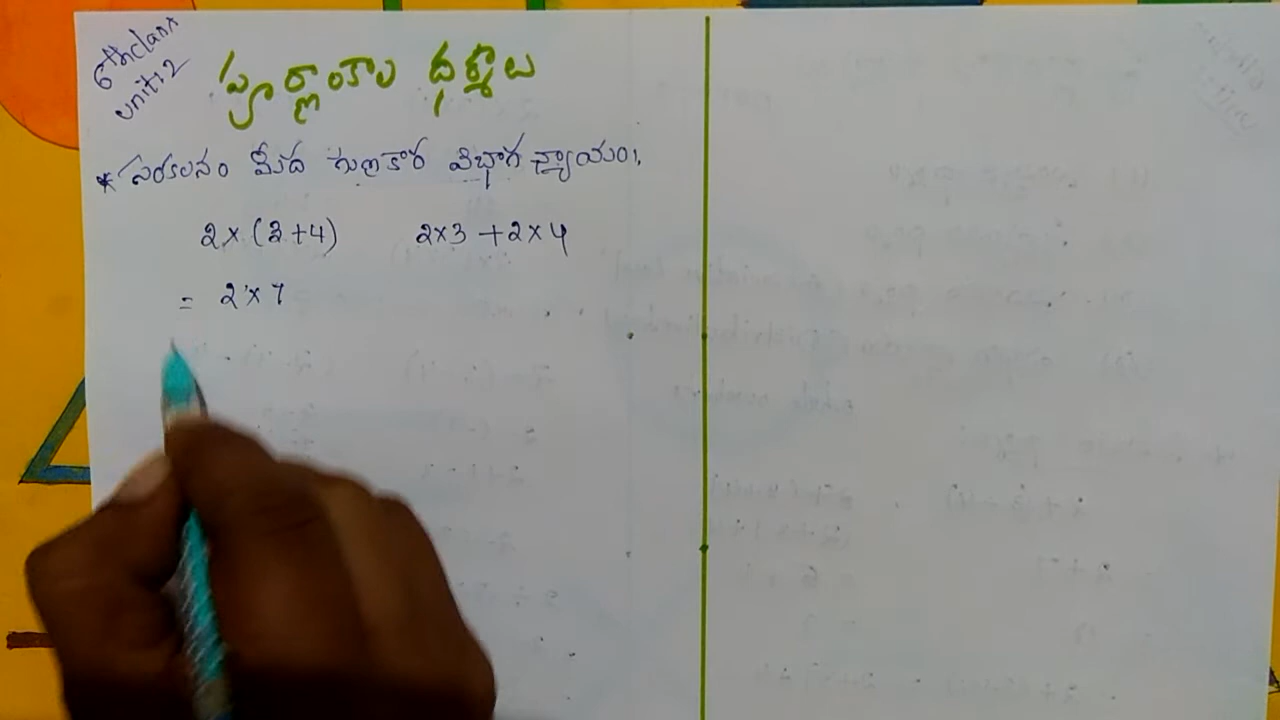 6th class
unit:2
పూర్ణాంకాల ధర్మాలు
* సంకలనం మీద గుణకార విభాగ న్యాయం:
2×(3+4) 2×3+2×4
= 2×7